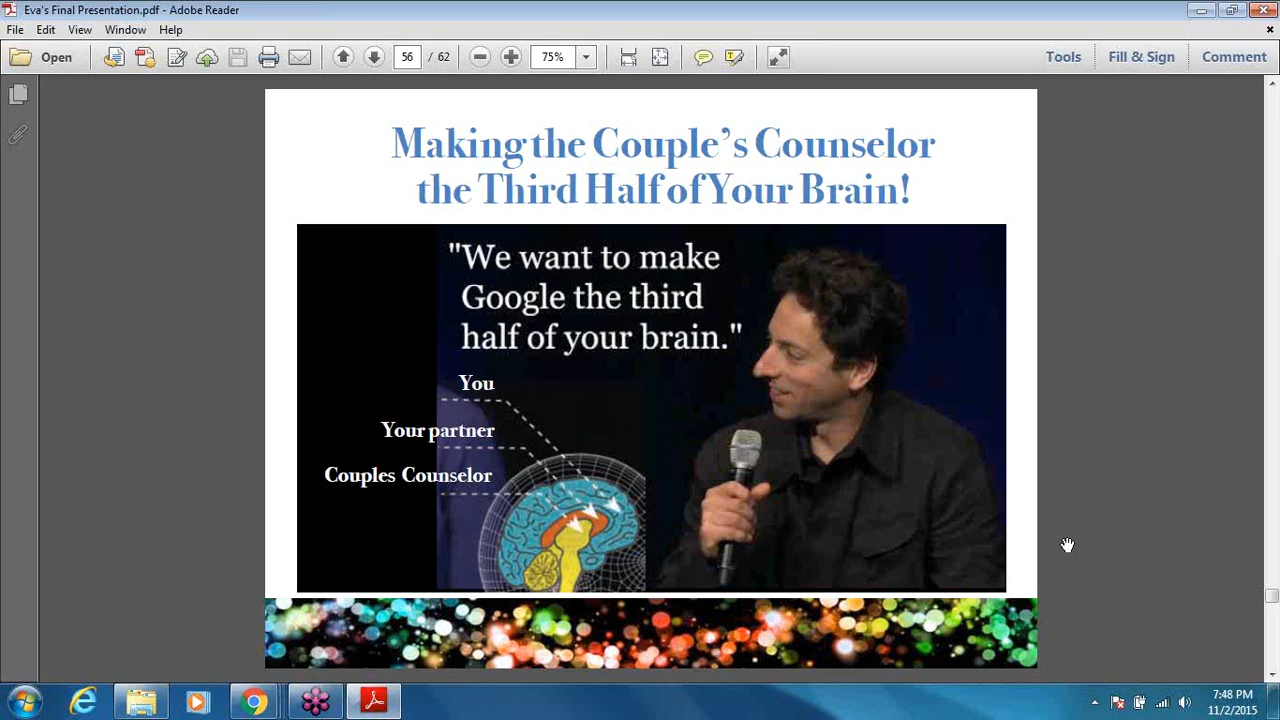 Eva's Final Presentation.pdf - Adobe Reader
File Edit View Window Help
Open 56 / 62 75% Tools Fill & Sign Comment
Making the Couple’s Counselor
the Third Half of Your Brain!
"We want to make
Google the third
half of your brain."
You
Your partner
Couples Counselor
7:48 PM
11/2/2015